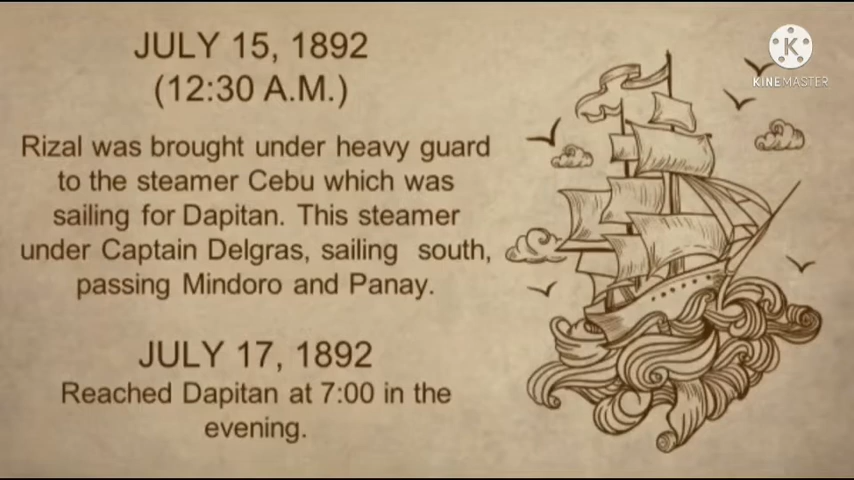 JULY 15, 1892
(12:30 A.M.)
Rizal was brought under heavy guard
to the steamer Cebu which was
sailing for Dapitan. This steamer
under Captain Delgras, sailing south,
passing Mindoro and Panay.
JULY 17, 1892
Reached Dapitan at 7:00 in the
evening.
K
KINEMASTER